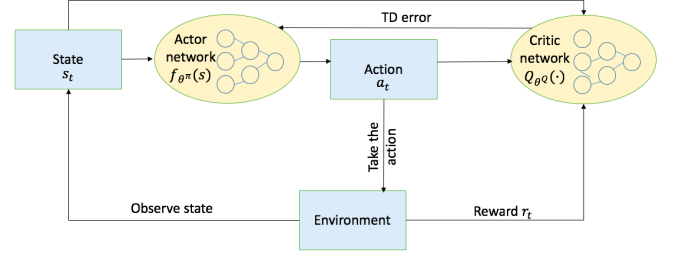 TD error
State
s_t
Actor
network
f_{θ^π}(s)
Action
a_t
Critic
network
Q_{θ^Q}(·)
Take the
action
Observe state
Environment
Reward r_t